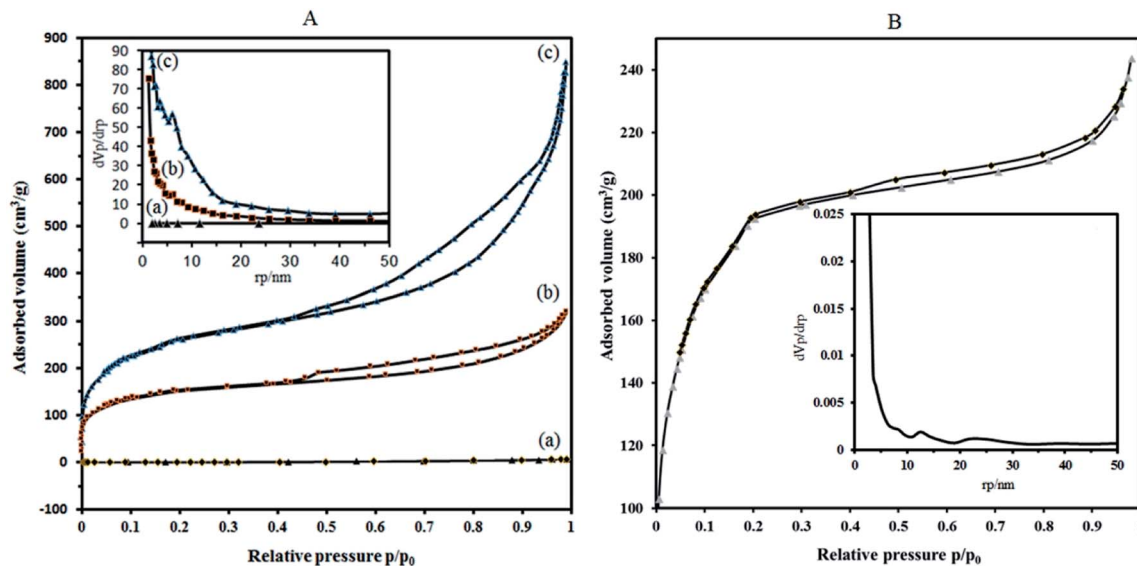 A
B
Adsorbed volume (cm³/g)
900
800
700
600
500
400
300
200
100
0
-100
0 0.1 0.2 0.3 0.4 0.5 0.6 0.7 0.8 0.9 1
Relative pressure p/p₀
(c)
(b)
(a)
dVp/drp
90
80
70
60
50
40
30
20
10
0
0 10 20 30 40 50
rp/nm
(c)
(b)
(a)
Adsorbed volume (cm³/g)
240
220
200
180
160
140
120
100
0 0.1 0.2 0.3 0.4 0.5 0.6 0.7 0.8 0.9
Relative pressure p/p₀
dVp/drp
0.025
0.02
0.015
0.01
0.005
0
0 10 20 30 40 50
rp/nm